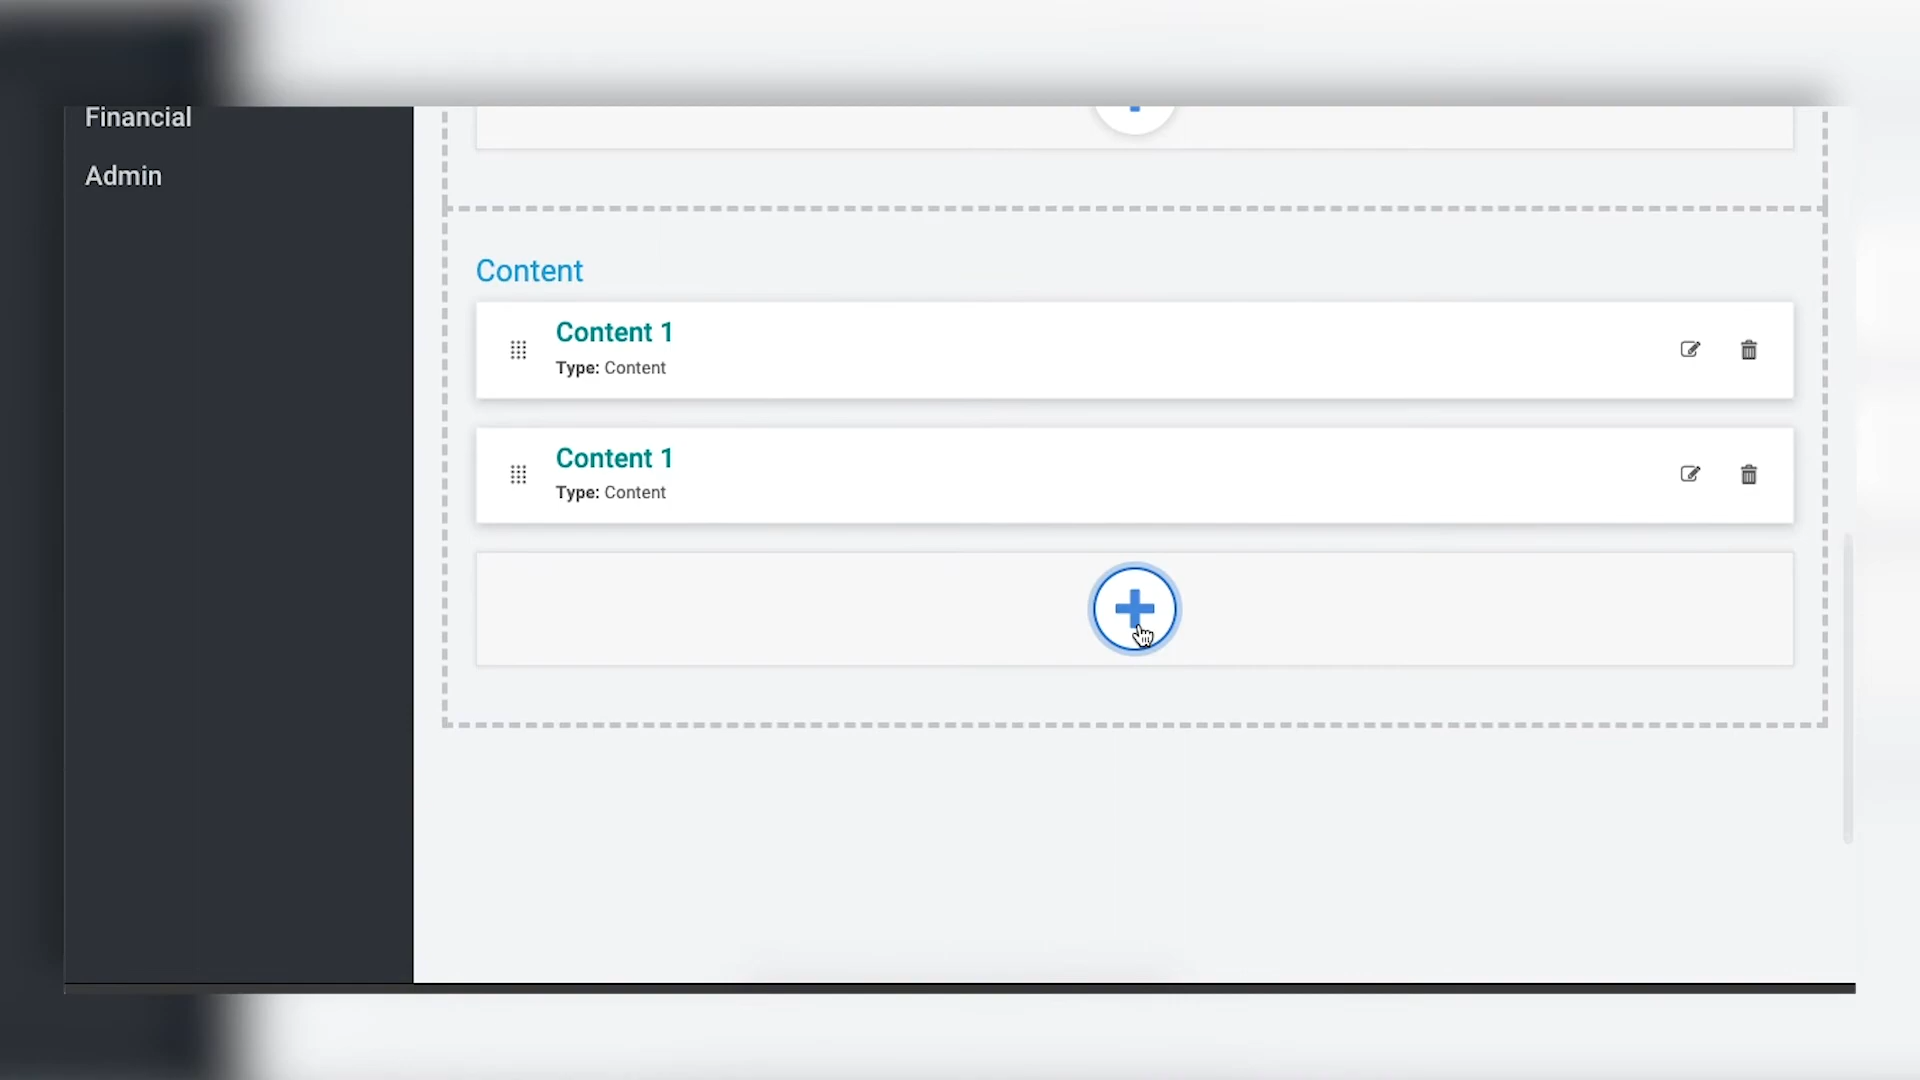 Financial
Admin
Content
Content 1
Type: Content
Content 1
Type: Content